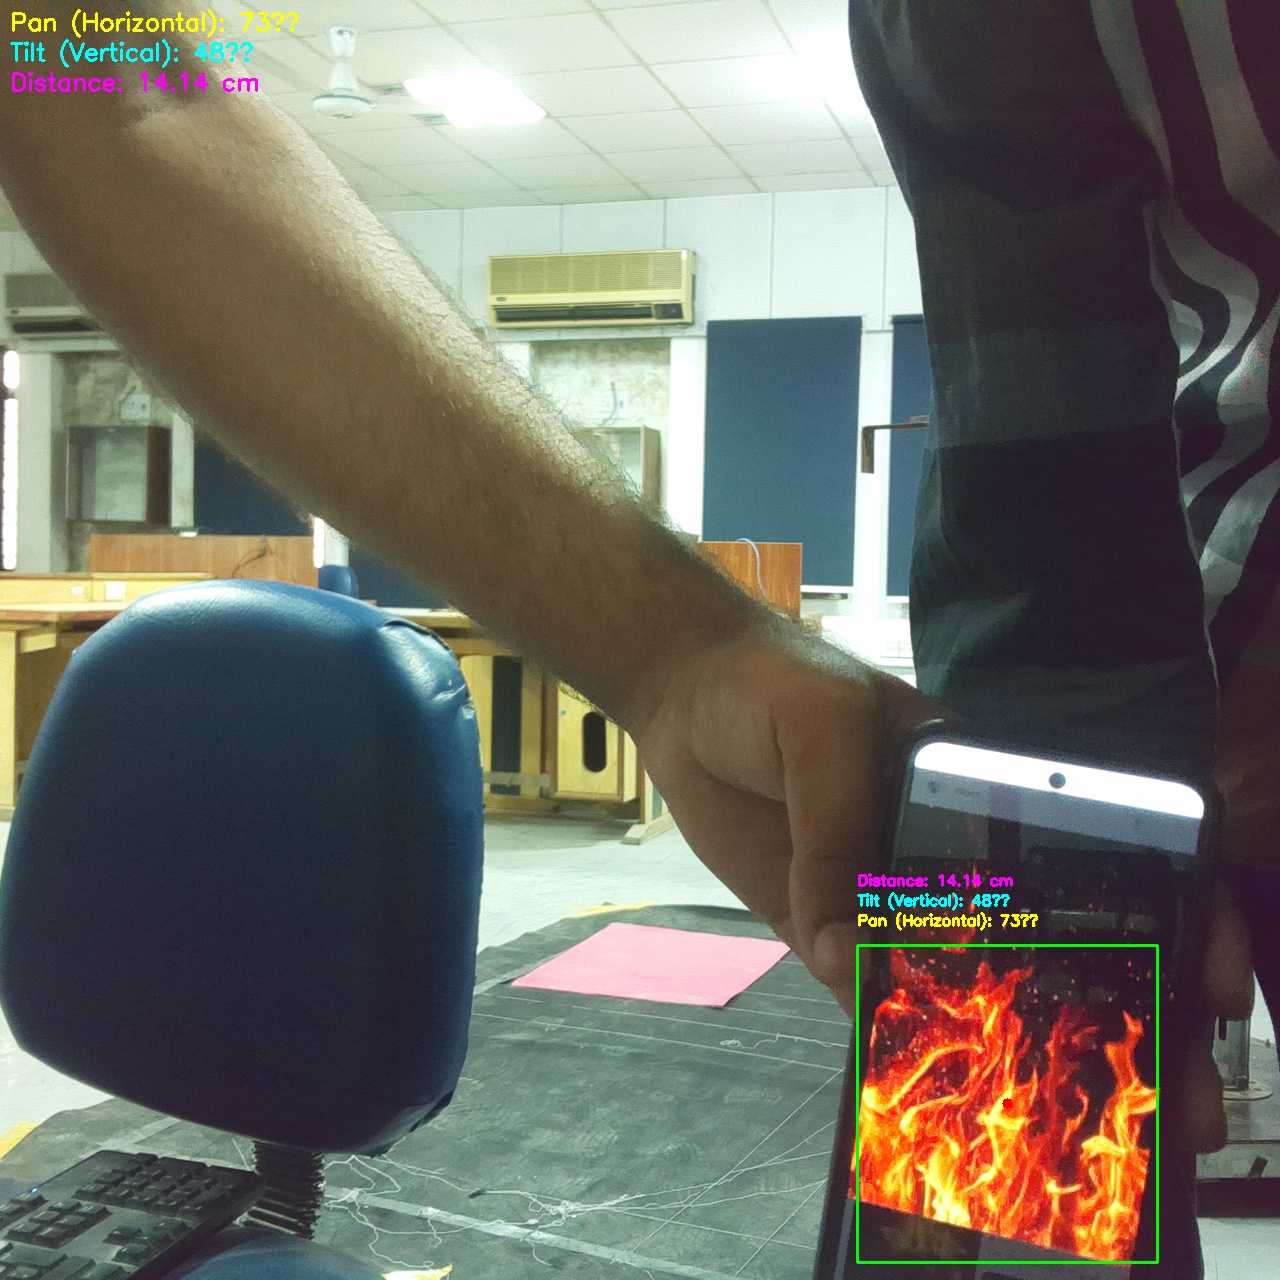 Pan (Horizontal): 73??
Tilt (Vertical): 48??
Distance: 14.14 cm
Distance: 14.14 cm
Tilt (Vertical): 48??
Pan (Horizontal): 73??